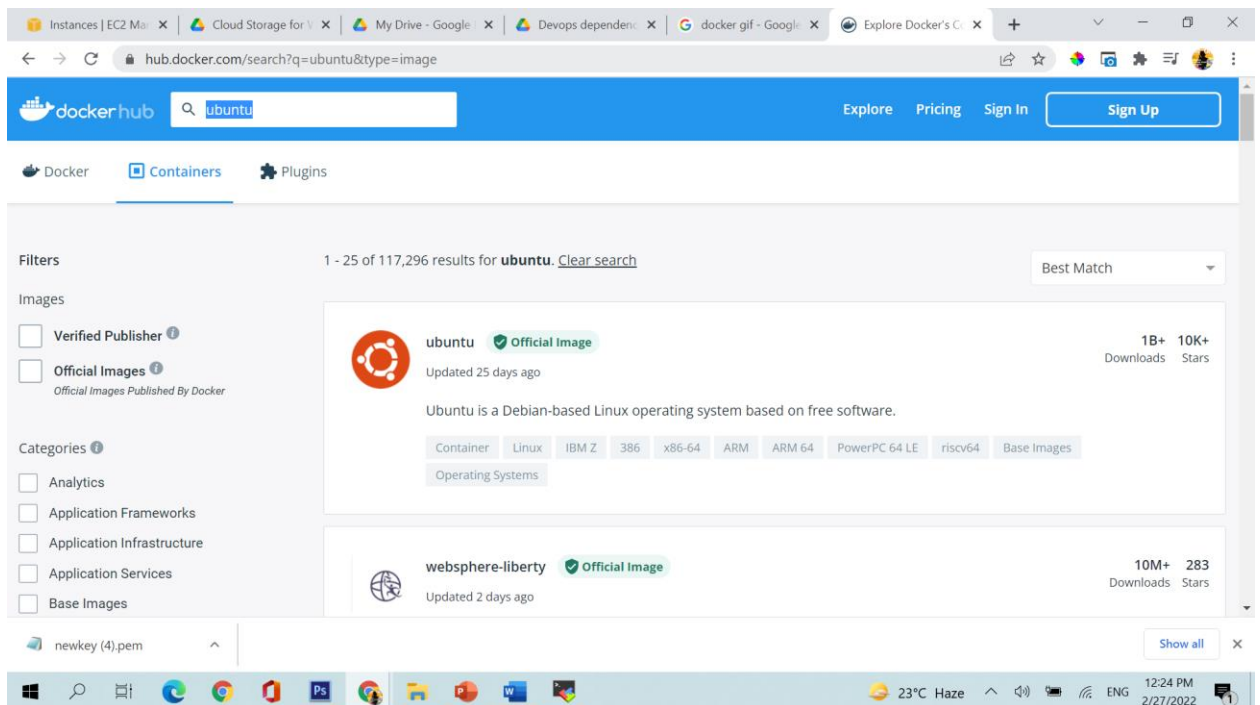 Instances | EC2 Ma
Cloud Storage for
My Drive - Google
Devops dependenc
docker gif - Google
Explore Docker's Co
hub.docker.com/search?q=ubuntu&type=image
docker hub
ubuntu
Explore
Pricing
Sign In
Sign Up
Docker
Containers
Plugins
Filters
1 - 25 of 117,296 results for ubuntu. Clear search
Best Match
Images
Verified Publisher
Official Images
Official Images Published By Docker
Categories
Analytics
Application Frameworks
Application Infrastructure
Application Services
Base Images
ubuntu Official Image
1B+ 10K+
Downloads Stars
Updated 25 days ago
Ubuntu is a Debian-based Linux operating system based on free software.
Container Linux IBM Z 386 x86-64 ARM ARM 64 PowerPC 64 LE riscv64 Base Images
Operating Systems
websphere-liberty Official Image
10M+ 283
Downloads Stars
Updated 2 days ago
newkey (4).pem
Show all
Ps
23°C Haze
ENG
12:24 PM
2/27/2022
1